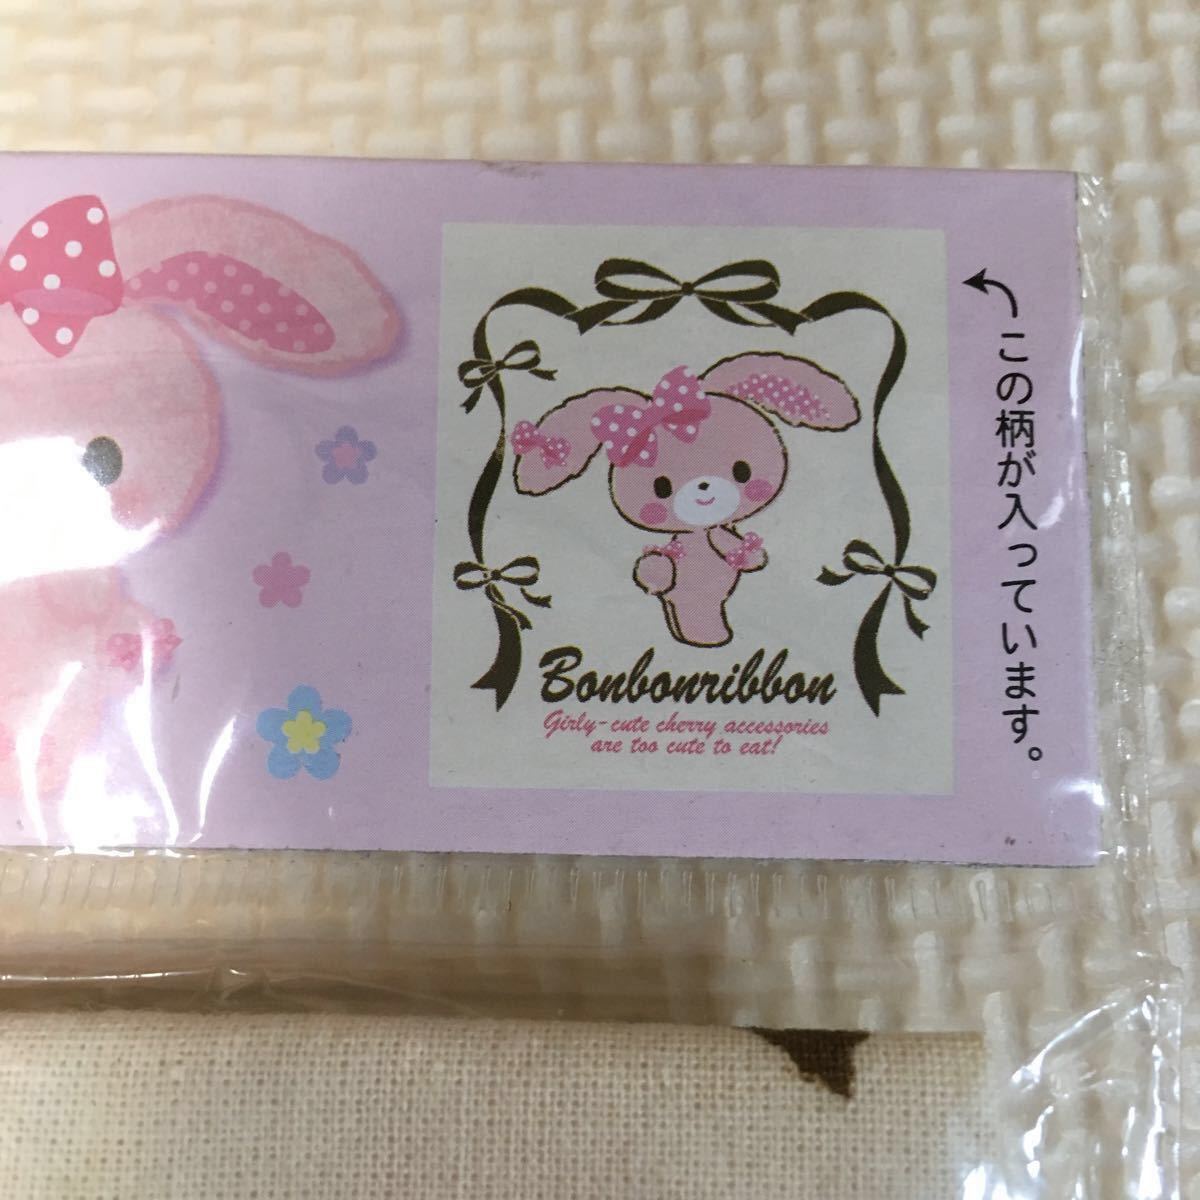 この柄が入っています。
Bonbonribbon
Girly-cute cherry accessories
are too cute to eat!